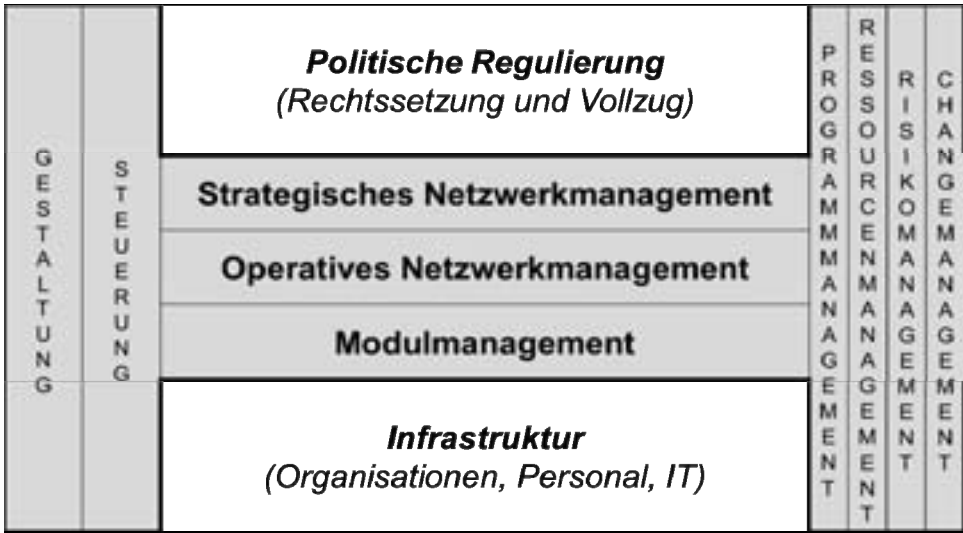 GESTALTUNG
STEUERUNG
Politische Regulierung
(Rechtssetzung und Vollzug)
Strategisches Netzwerkmanagement
Operatives Netzwerkmanagement
Modulmanagement
Infrastruktur
(Organisationen, Personal, IT)
PROGRAMMMANAGEMENT
RESSOURCENMANAGEMENT
RISIKOMANAGEMENT
CHANGEMANAGEMENT